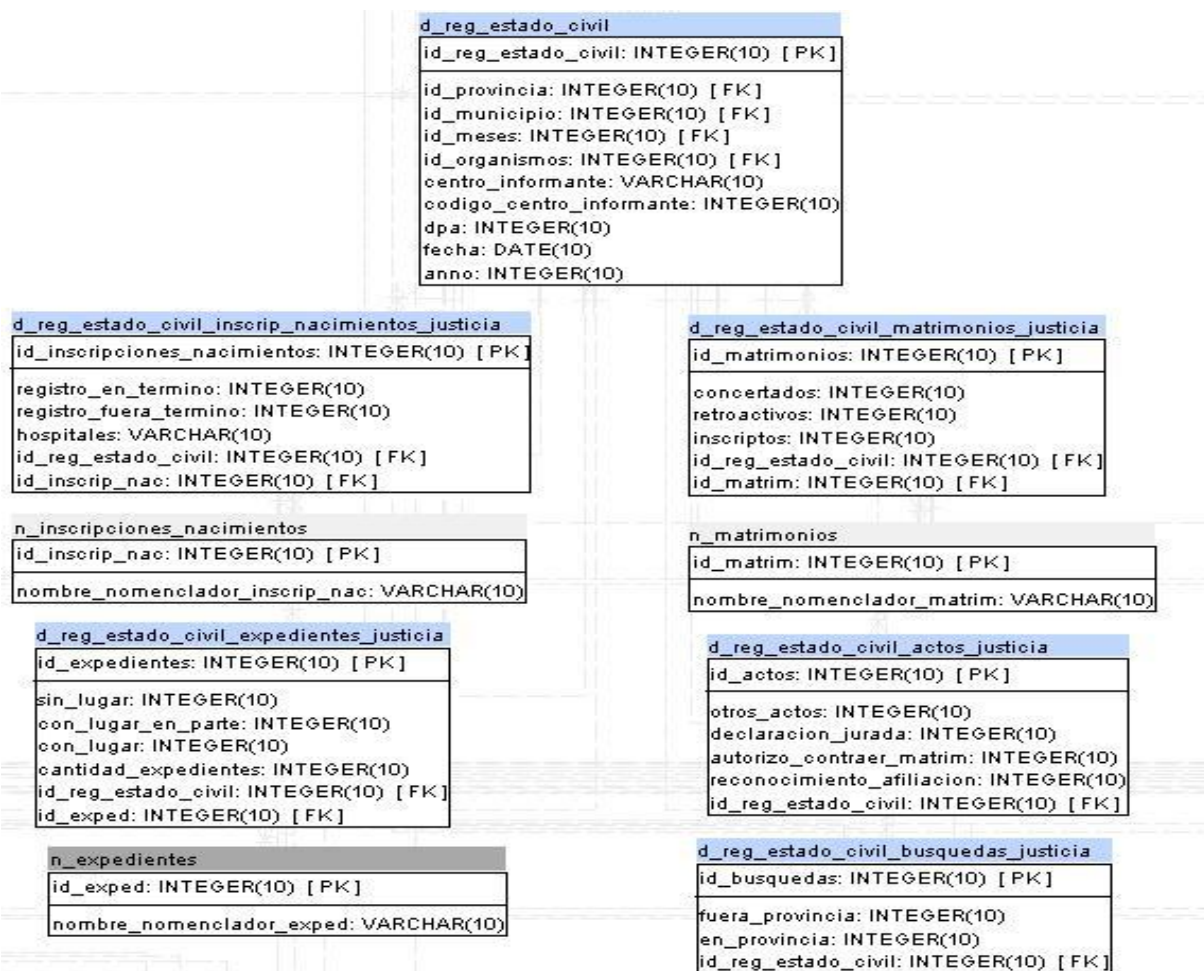 d_reg_estado_civil
id_reg_estado_civil: INTEGER(10) [ PK ]
id_provincia: INTEGER(10) [ FK ]
id_municipio: INTEGER(10) [ FK ]
id_meses: INTEGER(10) [ FK ]
id_organismos: INTEGER(10) [ FK ]
centro_informante: VARCHAR(10)
codigo_centro_informante: INTEGER(10)
dpa: INTEGER(10)
fecha: DATE(10)
anno: INTEGER(10)
d_reg_estado_civil_inscrip_nacimientos_justicia
id_inscripciones_nacimientos: INTEGER(10) [ PK ]
registro_en_termino: INTEGER(10)
registro_fuera_termino: INTEGER(10)
hospitales: VARCHAR(10)
id_reg_estado_civil: INTEGER(10) [ FK ]
id_inscrip_nac: INTEGER(10) [ FK ]
d_reg_estado_civil_matrimonios_justicia
id_matrimonios: INTEGER(10) [ PK ]
concertados: INTEGER(10)
retroactivos: INTEGER(10)
inscriptos: INTEGER(10)
id_reg_estado_civil: INTEGER(10) [ FK ]
id_matrim: INTEGER(10) [ FK ]
n_inscripciones_nacimientos
id_inscrip_nac: INTEGER(10) [ PK ]
nombre_nomenclador_inscrip_nac: VARCHAR(10)
n_matrimonios
id_matrim: INTEGER(10) [ PK ]
nombre_nomenclador_matrim: VARCHAR(10)
d_reg_estado_civil_expedientes_justicia
id_expedientes: INTEGER(10) [ PK ]
sin_lugar: INTEGER(10)
con_lugar_en_parte: INTEGER(10)
con_lugar: INTEGER(10)
cantidad_expedientes: INTEGER(10)
id_reg_estado_civil: INTEGER(10) [ FK ]
id_exped: INTEGER(10) [ FK ]
d_reg_estado_civil_actos_justicia
id_actos: INTEGER(10) [ PK ]
otros_actos: INTEGER(10)
declaracion_jurada: INTEGER(10)
autorizo_contraer_matrim: INTEGER(10)
reconocimiento_afiliacion: INTEGER(10)
id_reg_estado_civil: INTEGER(10) [ FK ]
n_expedientes
id_exped: INTEGER(10) [ PK ]
nombre_nomenclador_exped: VARCHAR(10)
d_reg_estado_civil_busquedas_justicia
id_busquedas: INTEGER(10) [ PK ]
fuera_provincia: INTEGER(10)
en_provincia: INTEGER(10)
id_reg_estado_civil: INTEGER(10) [ FK ]